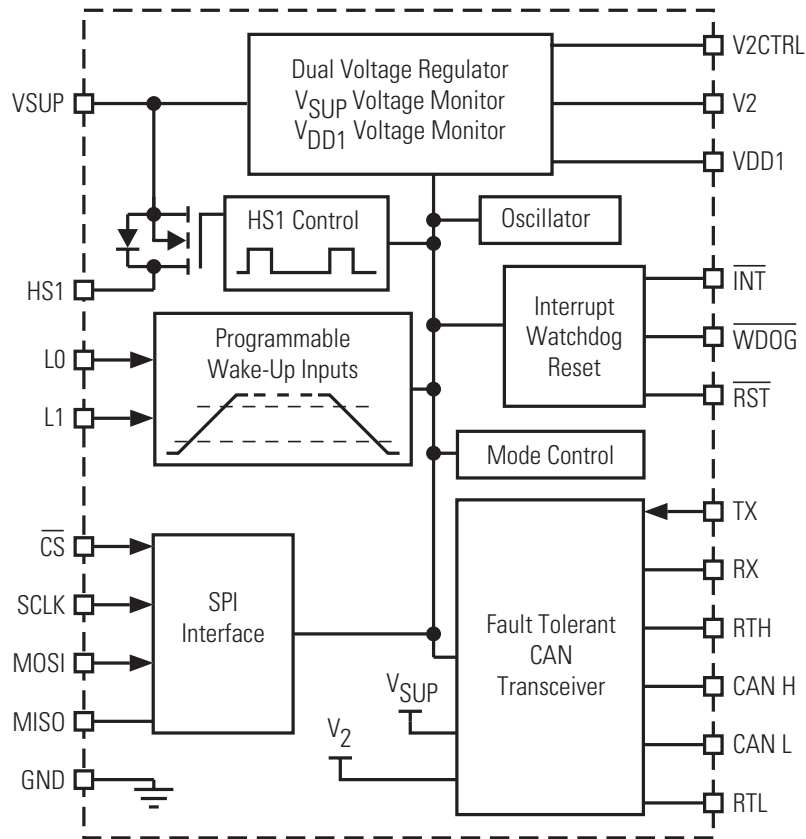 V2CTRL
Dual Voltage Regulator
VSUP Voltage Monitor
VDD1 Voltage Monitor
VSUP
V2
VDD1
HS1 Control
Oscillator
HS1
INT
Interrupt
Watchdog
Reset
WDOG
RST
Programmable
Wake-Up Inputs
L0
L1
Mode Control
CS
SCLK
MOSI
MISO
GND
SPI
Interface
TX
RX
RTH
CAN H
CAN L
RTL
Fault Tolerant
CAN
Transceiver
VSUP
V2